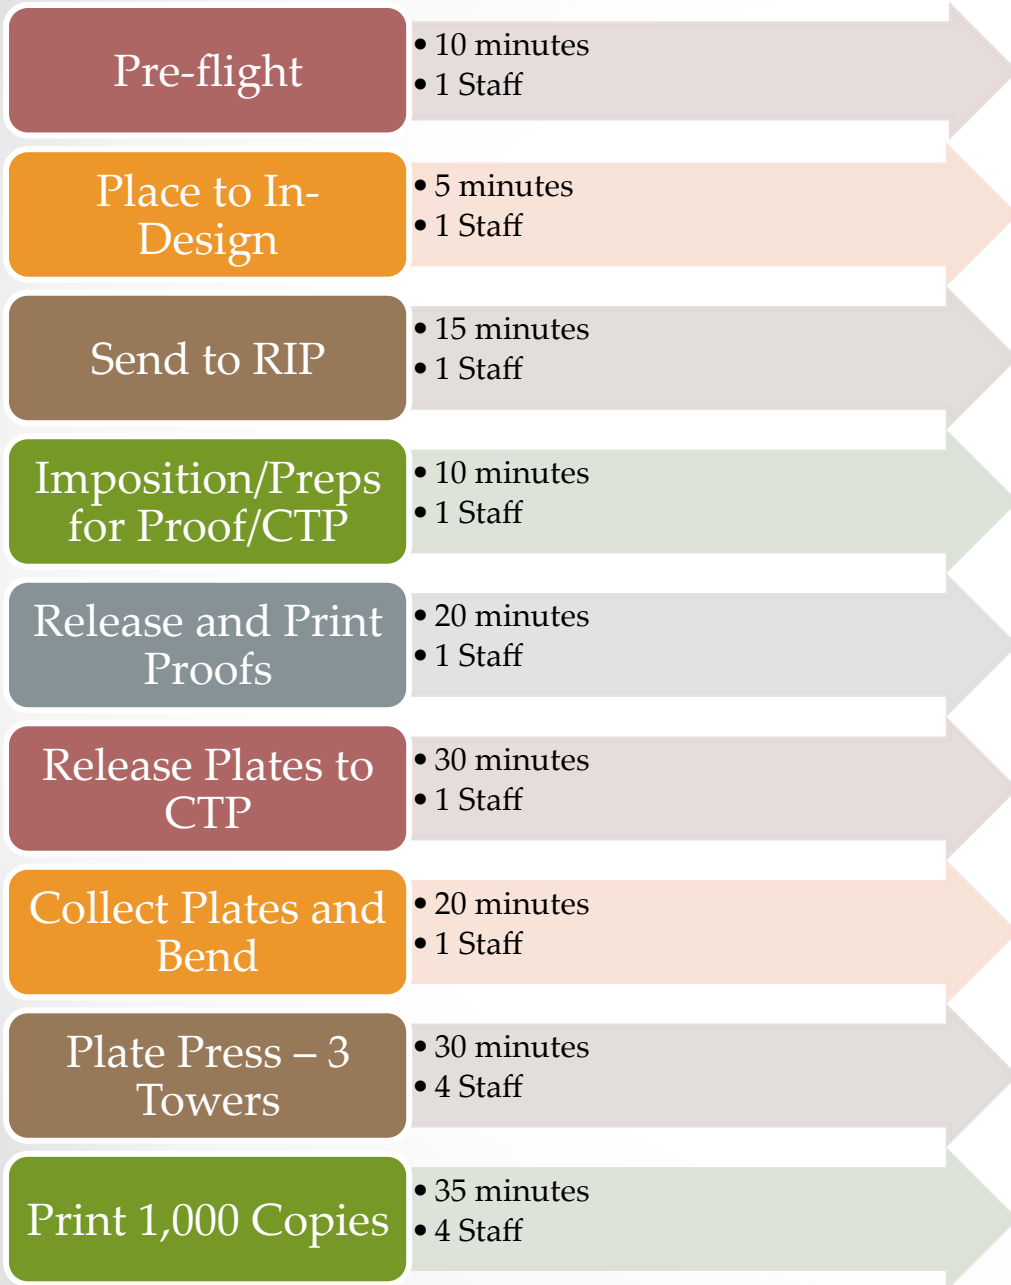 Pre-flight
• 10 minutes
• 1 Staff
Place to In-
Design
• 5 minutes
• 1 Staff
Send to RIP
• 15 minutes
• 1 Staff
Imposition/Preps
for Proof/CTP
• 10 minutes
• 1 Staff
Release and Print
Proofs
• 20 minutes
• 1 Staff
Release Plates to
CTP
• 30 minutes
• 1 Staff
Collect Plates and
Bend
• 20 minutes
• 1 Staff
Plate Press – 3
Towers
• 30 minutes
• 4 Staff
Print 1,000 Copies
• 35 minutes
• 4 Staff